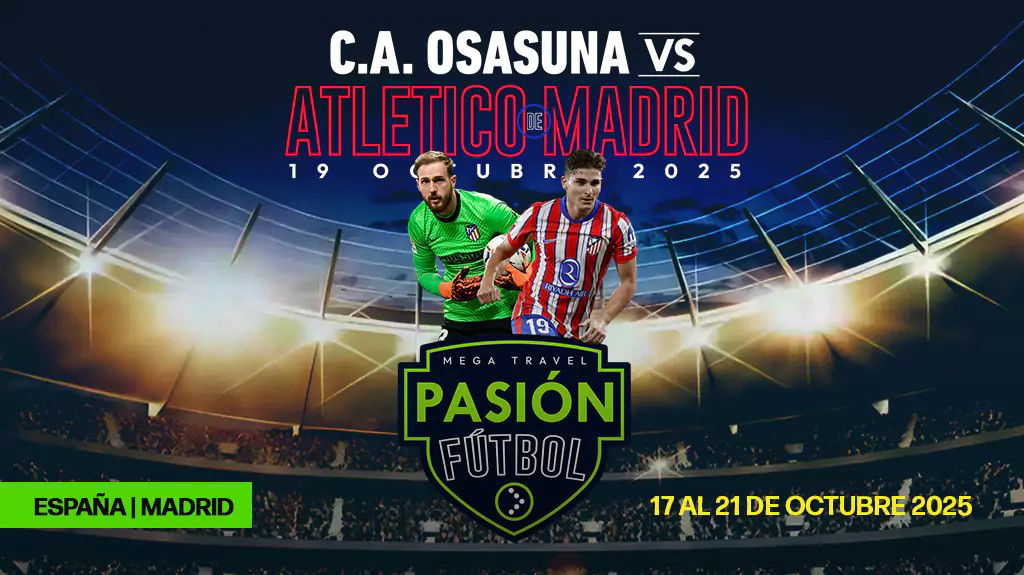 C.A. OSASUNA VS
ATLETICO DE MADRID
19 OCTUBRE 2025
RIYADH AIR
19
MEGA TRAVEL
PASIÓN
FÚTBOL
ESPAÑA | MADRID
17 AL 21 DE OCTUBRE 2025